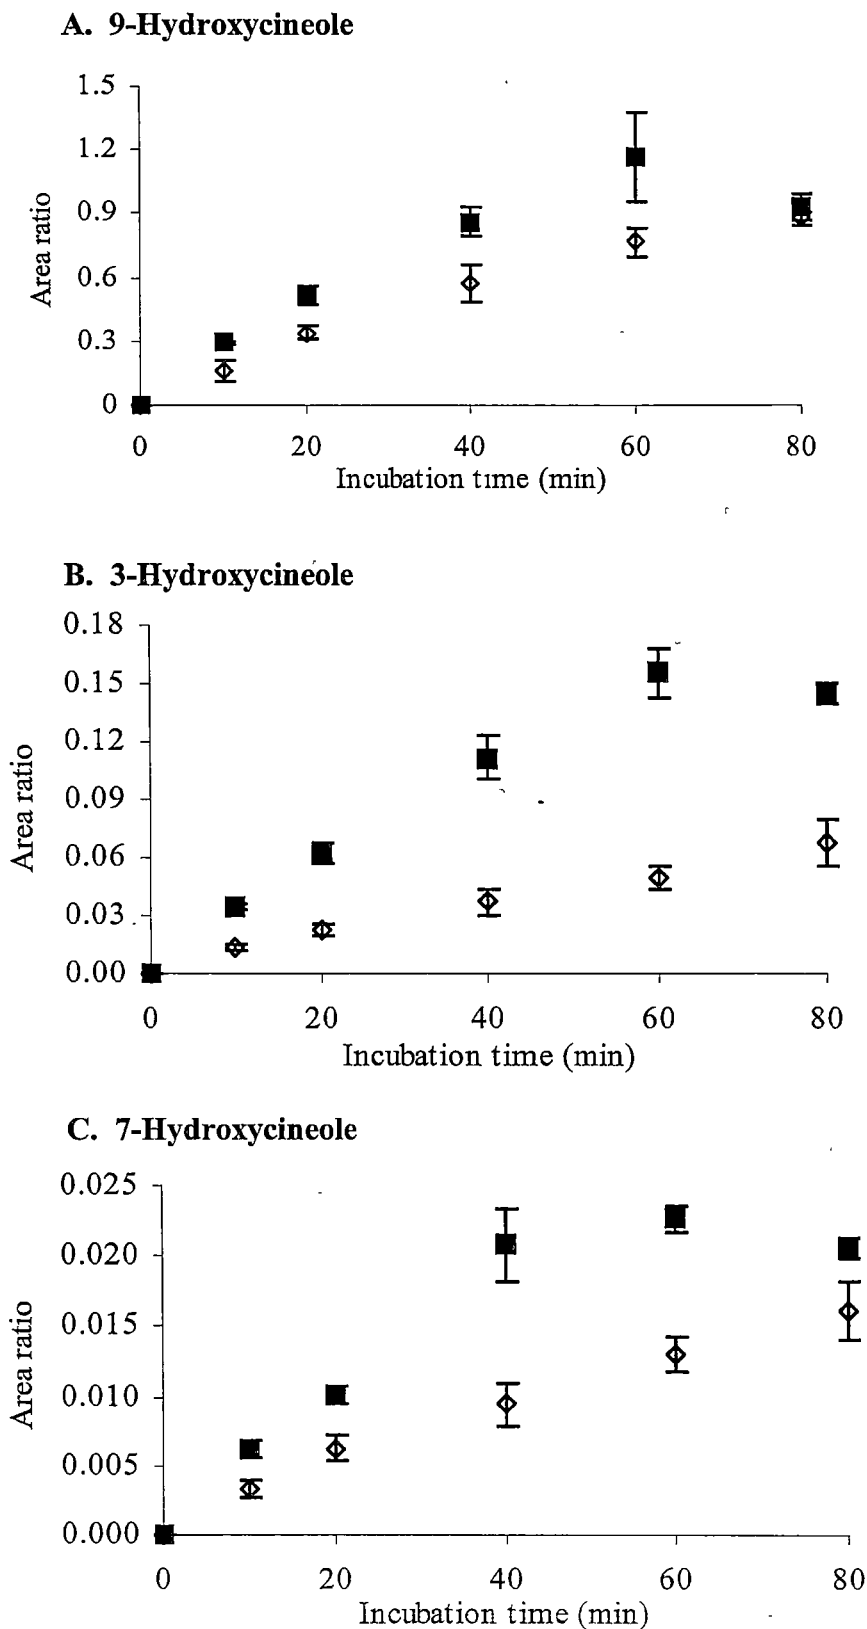 A. 9-Hydroxycineole
1.5
1.2
0.9
0.6
0.3
0
Area ratio
0 20 40 60 80
Incubation time (min)
B. 3-Hydroxycineole
0.18
0.15
0.12
0.09
0.06
0.03
0.00
Area ratio
0 20 40 60 80
Incubation time (min)
C. 7-Hydroxycineole
0.025
0.020
0.015
0.010
0.005
0.000
Area ratio
0 20 40 60 80
Incubation time (min)